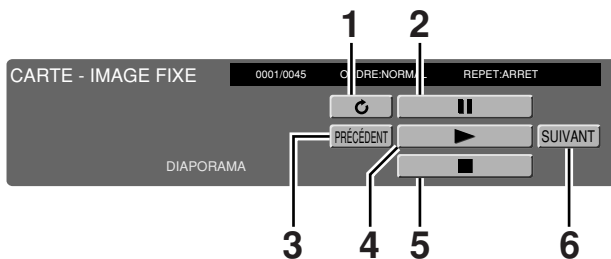 1 2
CARTE - IMAGE FIXE 0001/0045 ORDRE:NORMAL REPET:ARRET
PRÉCÉDENT SUIVANT
DIAPORAMA
3 4 5 6